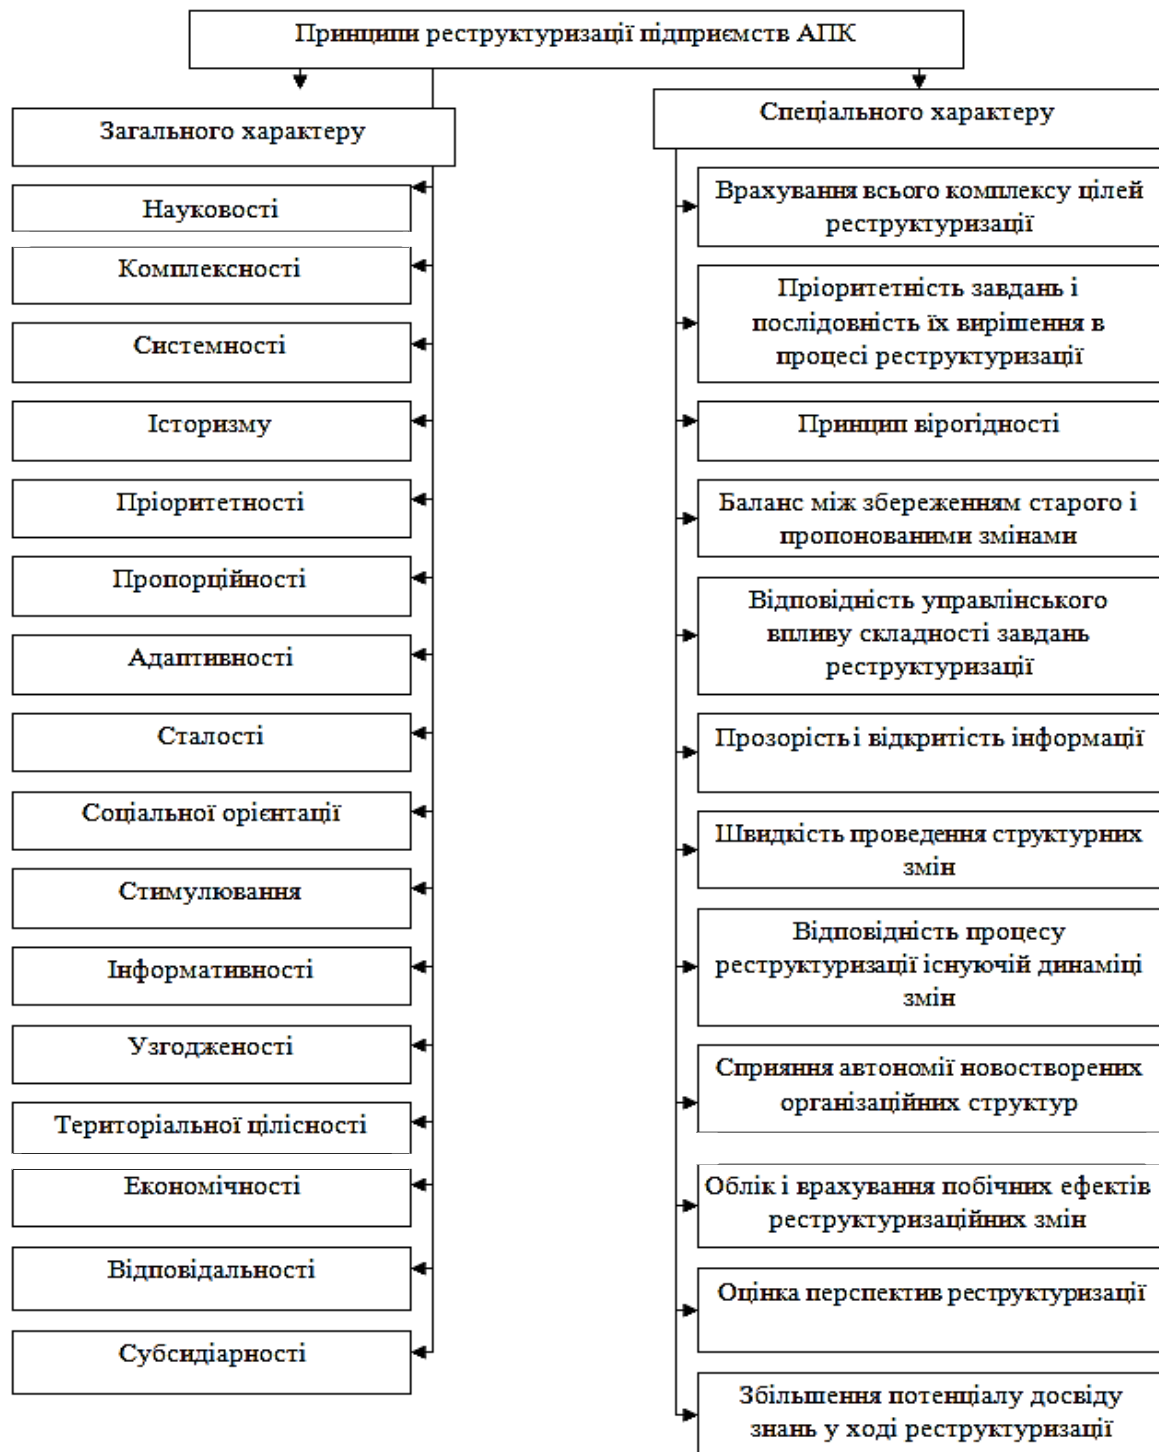 Принципи реструктуризації підприємств АПК
Загального характеру
Науковості
Комплексності
Системності
Історизму
Пріоритетності
Пропорційності
Адаптивності
Сталості
Соціальної орієнтації
Стимулювання
Інформативності
Узгодженості
Територіальної цілісності
Економічності
Відповідальності
Субсидіарності
Спеціального характеру
Врахування всього комплексу цілей
реструктуризації
Пріоритетність завдань і
послідовність їх вирішення в
процесі реструктуризації
Принцип вірогідності
Баланс між збереженням старого і
пропонованими змінами
Відповідність управлінського
впливу складності завдань
реструктуризації
Прозорість і відкритість інформації
Швидкість проведення структурних
змін
Відповідність процесу
реструктуризації існуючій динаміці
змін
Сприяння автономії новостворених
організаційних структур
Облік і врахування побічних ефектів
реструктуризаційних змін
Оцінка перспектив реструктуризації
Збільшення потенціалу досвіду
знань у ході реструктуризації